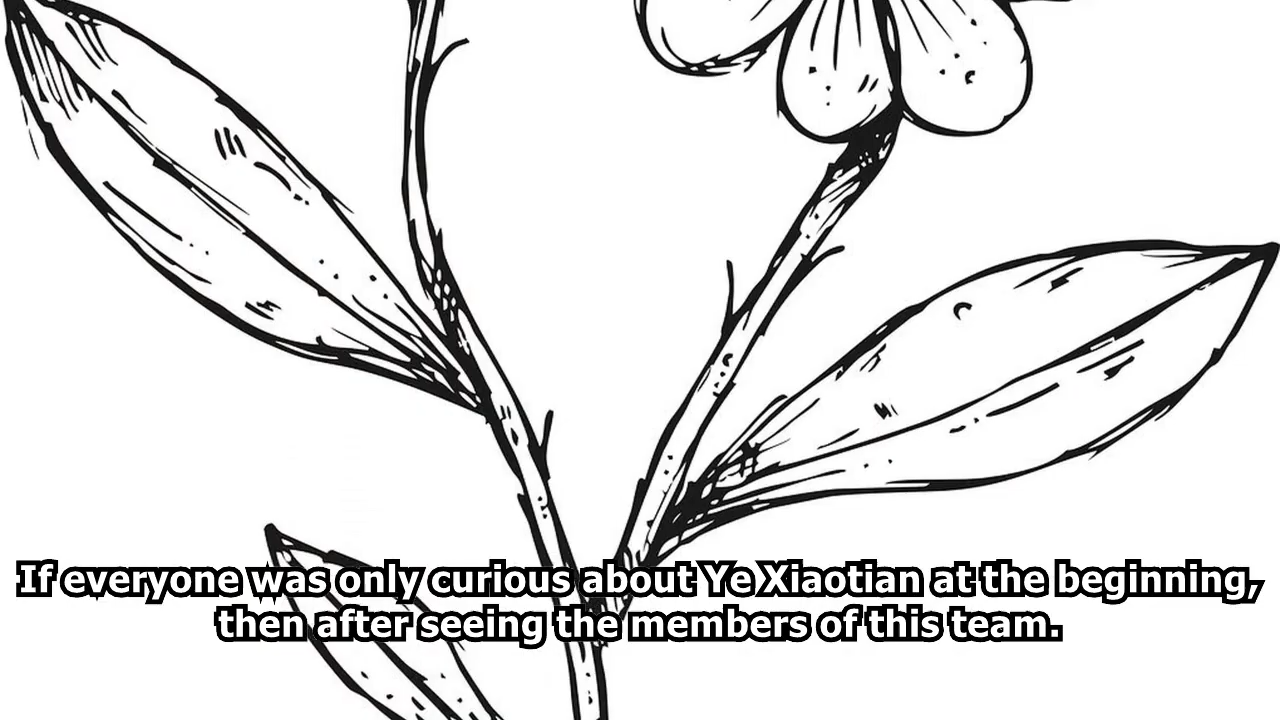 If everyone was only curious about Ye Xiaotian at the beginning,
then after seeing the members of this team.